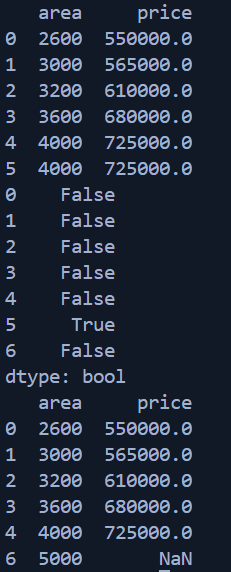 area price
0 2600 550000.0
1 3000 565000.0
2 3200 610000.0
3 3600 680000.0
4 4000 725000.0
5 4000 725000.0
0 False
1 False
2 False
3 False
4 False
5 True
6 False
dtype: bool
area price
0 2600 550000.0
1 3000 565000.0
2 3200 610000.0
3 3600 680000.0
4 4000 725000.0
6 5000 NaN